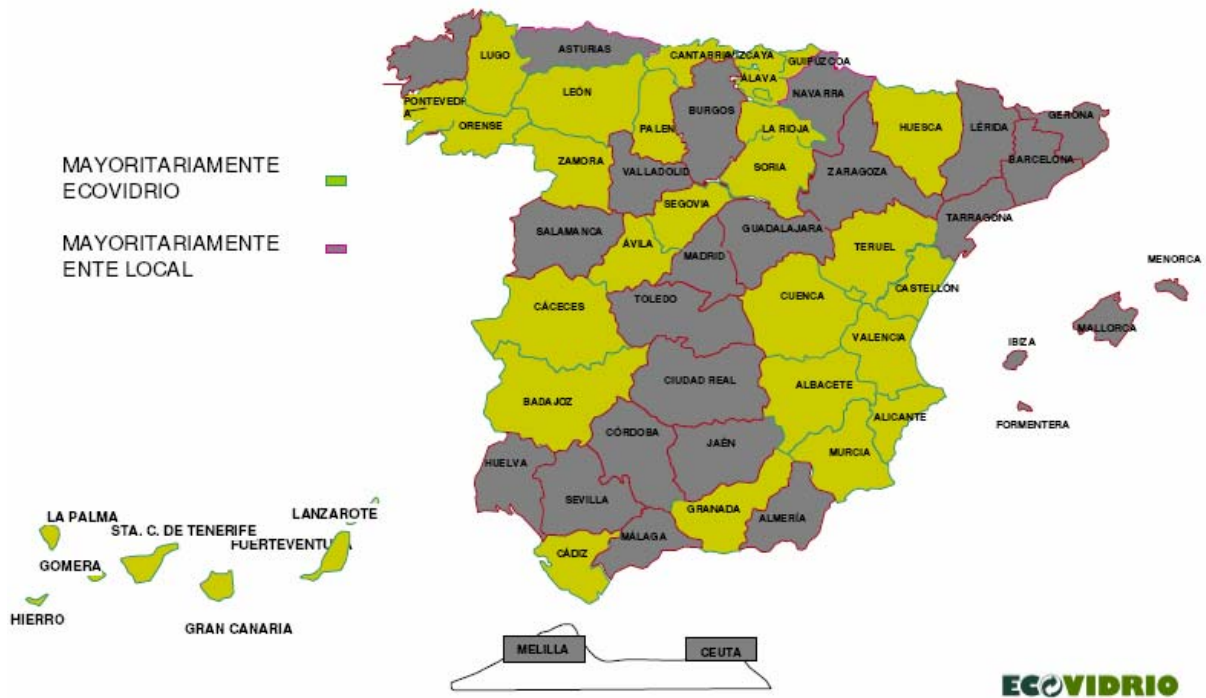 LUGO
ASTURIAS
CANTABRIA
VIZCAYA
GUIPÚZCOA
ÁLAVA
NAVARRA
PONTEVEDR
A
ORENSE
LEÓN
PALEN
BURGOS
LA RIOJA
HUESCA
LÉRIDA
GERONA
BARCELONA
ZAMORA
VALLADOLID
SORIA
ZARAGOZA
TARRAGONA
MAYORITARIAMENTE
ECOVIDRIO
MAYORITARIAMENTE
ENTE LOCAL
SEGOVIA
SALAMANCA
ÁVILA
MADRID
GUADALAJARA
TERUEL
CASTELLÓN
MENORCA
MALLORCA
IBIZA
FORMENTERA
CÁCECES
TOLEDO
CUENCA
VALENCIA
BADAJOZ
CIUDAD REAL
ALBACETE
ALICANTE
MURCIA
HUELVA
CÓRDOBA
JAÉN
SEVILLA
GRANADA
ALMERÍA
MÁLAGA
CÁDIZ
LA PALMA
STA. C. DE TENERIFE
LANZAROTE
FUERTEVENTURA
GOMERA
HIERRO
GRAN CANARIA
MELILLA
CEUTA
ECOVIDRIO